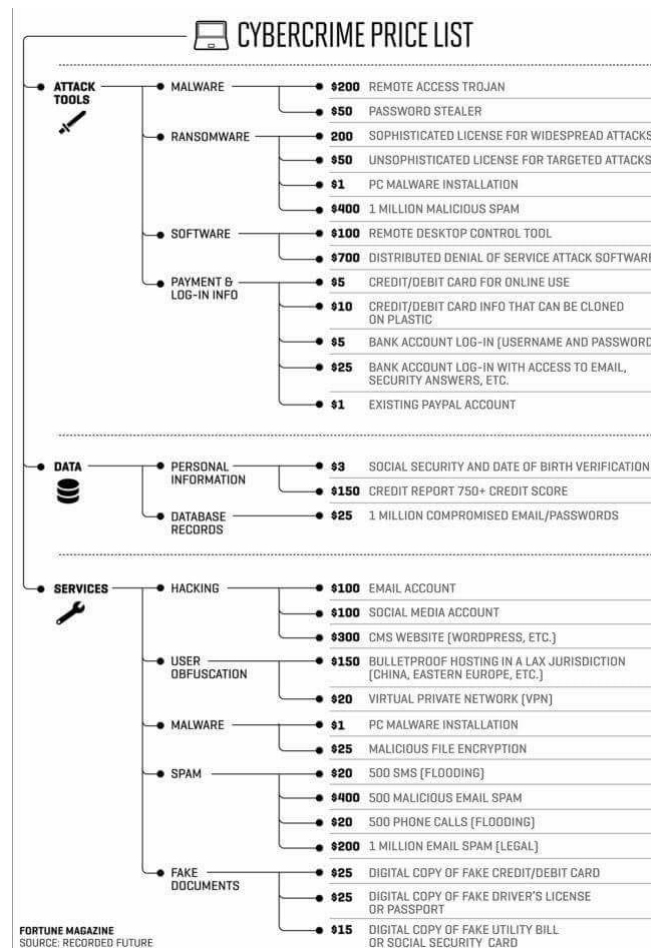 CYBERCRIME PRICE LIST
ATTACK
TOOLS
MALWARE
$200 REMOTE ACCESS TROJAN
$50 PASSWORD STEALER
RANSOMWARE
200 SOPHISTICATED LICENSE FOR WIDESPREAD ATTACKS
$50 UNSOPHISTICATED LICENSE FOR TARGETED ATTACKS
$1 PC MALWARE INSTALLATION
$400 1 MILLION MALICIOUS SPAM
SOFTWARE
$100 REMOTE DESKTOP CONTROL TOOL
$700 DISTRIBUTED DENIAL OF SERVICE ATTACK SOFTWARE
PAYMENT &
LOG-IN INFO
$5 CREDIT/DEBIT CARD FOR ONLINE USE
$10 CREDIT/DEBIT CARD INFO THAT CAN BE CLONED
ON PLASTIC
$5 BANK ACCOUNT LOG-IN (USERNAME AND PASSWORD
$25 BANK ACCOUNT LOG-IN WITH ACCESS TO EMAIL,
SECURITY ANSWERS, ETC.
$1 EXISTING PAYPAL ACCOUNT
DATA
PERSONAL
INFORMATION
$3 SOCIAL SECURITY AND DATE OF BIRTH VERIFICATION
$150 CREDIT REPORT 750+ CREDIT SCORE
DATABASE
RECORDS
$25 1 MILLION COMPROMISED EMAIL/PASSWORDS
SERVICES
HACKING
$100 EMAIL ACCOUNT
$100 SOCIAL MEDIA ACCOUNT
$300 CMS WEBSITE (WORDPRESS, ETC.)
USER
OBFUSCATION
$150 BULLETPROOF HOSTING IN A LAX JURISDICTION
(CHINA, EASTERN EUROPE, ETC.)
$20 VIRTUAL PRIVATE NETWORK (VPN)
MALWARE
$1 PC MALWARE INSTALLATION
$25 MALICIOUS FILE ENCRYPTION
SPAM
$20 500 SMS (FLOODING)
$400 500 MALICIOUS EMAIL SPAM
$20 500 PHONE CALLS (FLOODING)
$200 1 MILLION EMAIL SPAM (LEGAL)
FAKE
DOCUMENTS
$25 DIGITAL COPY OF FAKE CREDIT/DEBIT CARD
$25 DIGITAL COPY OF FAKE DRIVER'S LICENSE
OR PASSPORT
$15 DIGITAL COPY OF FAKE UTILITY BILL
OR SOCIAL SECURITY CARD
FORTUNE MAGAZINE
SOURCE: RECORDED FUTURE